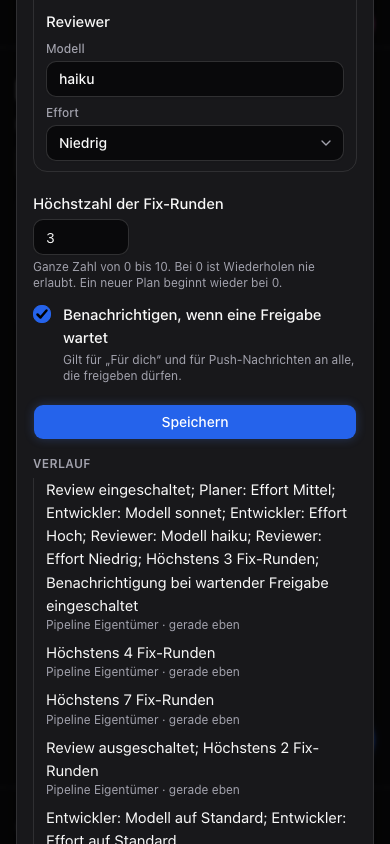 Reviewer
Modell
haiku
Effort
Niedrig
Höchstzahl der Fix-Runden
3
Ganze Zahl von 0 bis 10. Bei 0 ist Wiederholen nie
erlaubt. Ein neuer Plan beginnt wieder bei 0.
Benachrichtigen, wenn eine Freigabe
wartet
Gilt für „Für dich“ und für Push-Nachrichten an alle,
die freigeben dürfen.
Speichern
VERLAUF
Review eingeschaltet; Planer: Effort Mittel;
Entwickler: Modell sonnet; Entwickler: Effort
Hoch; Reviewer: Modell haiku; Reviewer:
Effort Niedrig; Höchstens 3 Fix-Runden;
Benachrichtigung bei wartender Freigabe
eingeschaltet
Pipeline Eigentümer · gerade eben
Höchstens 4 Fix-Runden
Pipeline Eigentümer · gerade eben
Höchstens 7 Fix-Runden
Pipeline Eigentümer · gerade eben
Review ausgeschaltet; Höchstens 2 Fix-
Runden
Pipeline Eigentümer · gerade eben
Entwickler: Modell auf Standard; Entwickler:
Effort auf Standard